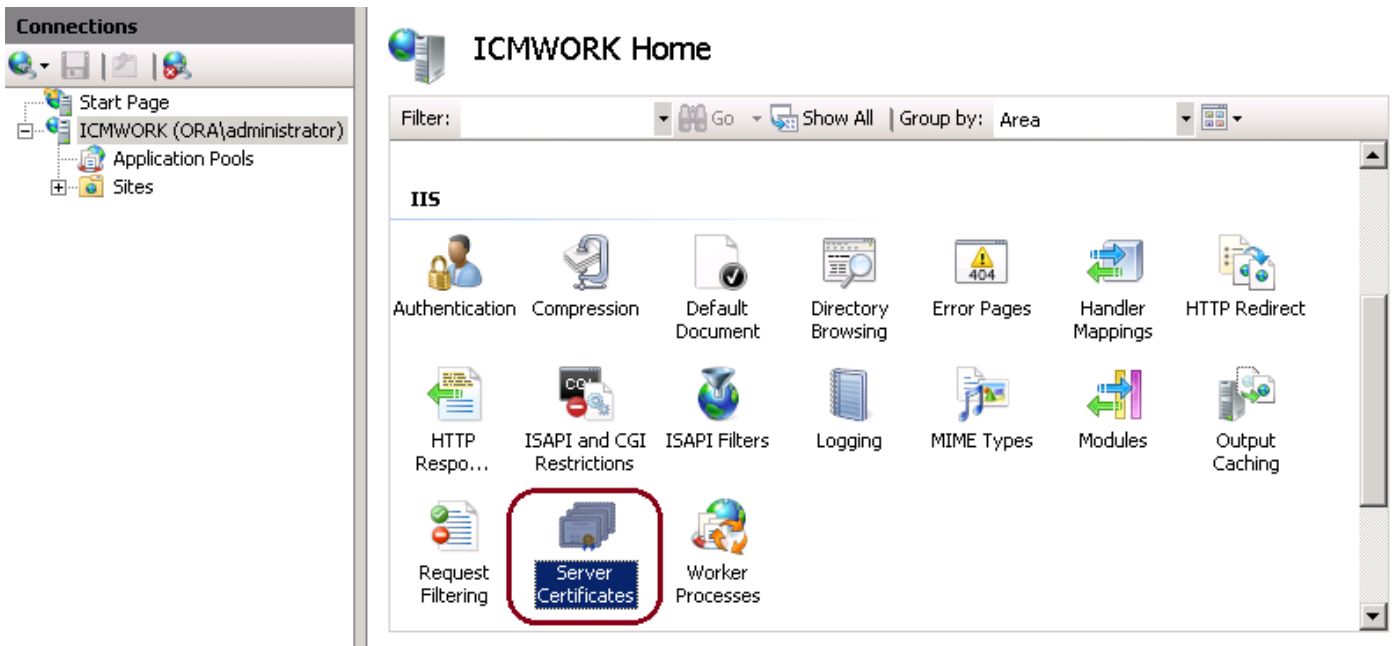 Connections
Start Page
ICMWORK (ORA\administrator)
Application Pools
Sites
ICMWORK Home
Filter: Go Show All Group by: Area
IIS
Authentication Compression Default Document Directory Browsing Error Pages Handler Mappings HTTP Redirect
CGI 404
HTTP Respo... ISAPI and CGI Restrictions ISAPI Filters Logging MIME Types Modules Output Caching
Request Filtering Server Certificates Worker Processes